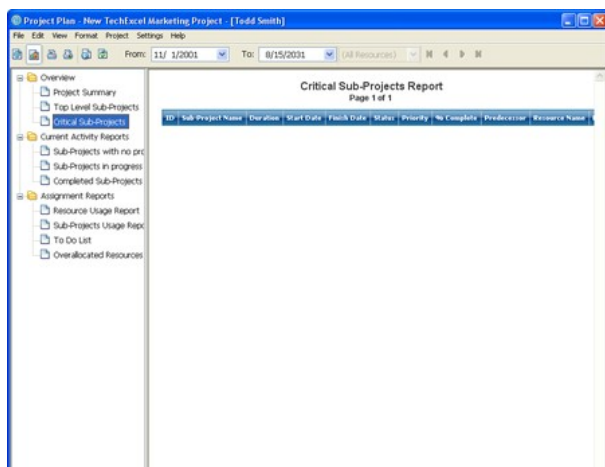 Project Plan - New TechExcel Marketing Project - [Todd Smith]
File Edit View Format Project Settings Help
From: 11/ 1/2001 To: 8/15/2031 (All Resources)
Overview
Project Summary
Top Level Sub-Projects
Critical Sub-Projects
Current Activity Reports
Sub-Projects with no pro
Sub-Projects in progress
Completed Sub-Projects
Assignment Reports
Resource Usage Report
Sub-Projects Usage Repo
To Do List
Overallocated Resources
Critical Sub-Projects Report
Page 1 of 1
ID Sub-Project Name Duration Start Date Finish Date Status Priority % Complete Predecessor Resource Name